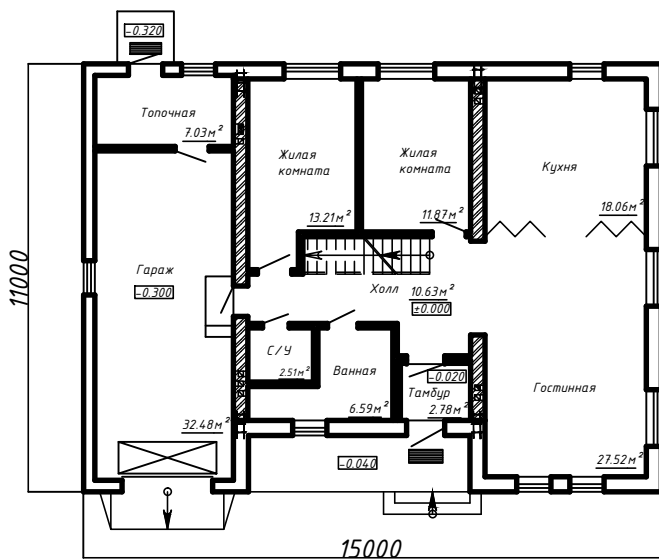 -0.320
Топочная
7.03м²
Жилая
комната
13.21м²
Жилая
комната
11.87м²
Кухня
18.06м²
11000
Гараж
-0.300
Холл
10.63м²
±0.000
С/У
2.51м²
Ванная
6.59м²
-0.020
Тамбур
2.78м²
Гостинная
27.52м²
32.48м²
-0.040
15000